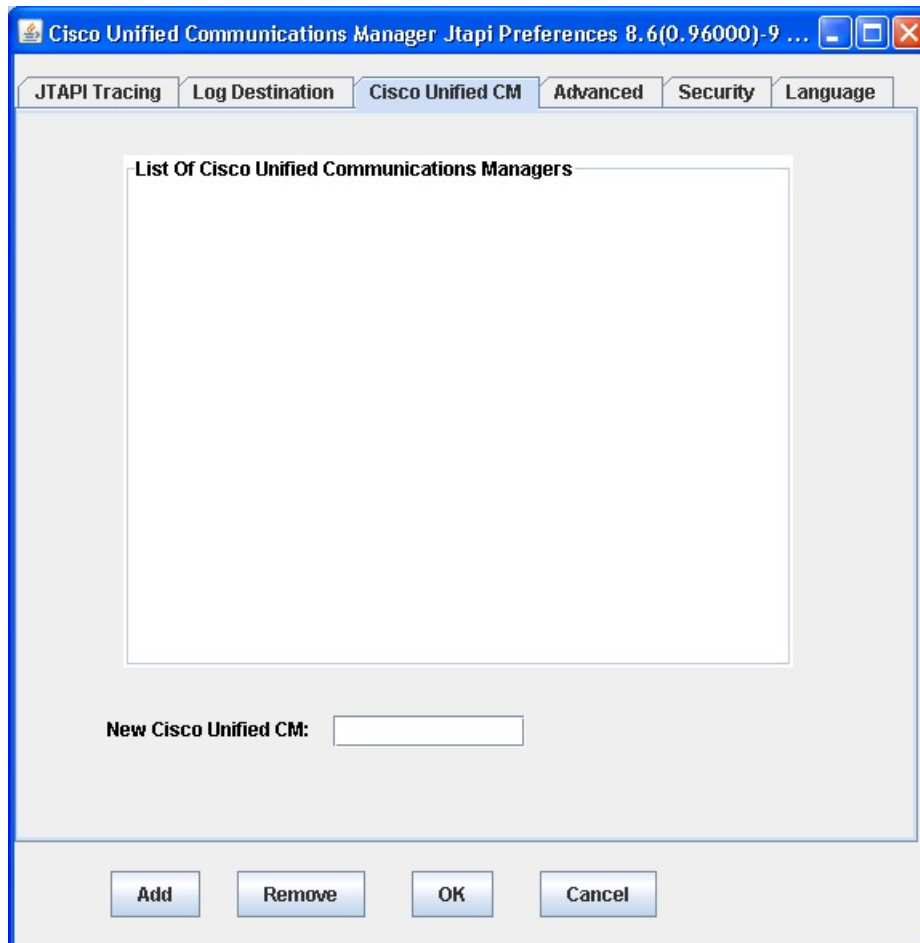 Cisco Unified Communications Manager Jtapi Preferences 8.6(0.96000)-9 ...
JTAPI Tracing Log Destination Cisco Unified CM Advanced Security Language
List Of Cisco Unified Communications Managers
New Cisco Unified CM:
Add Remove OK Cancel